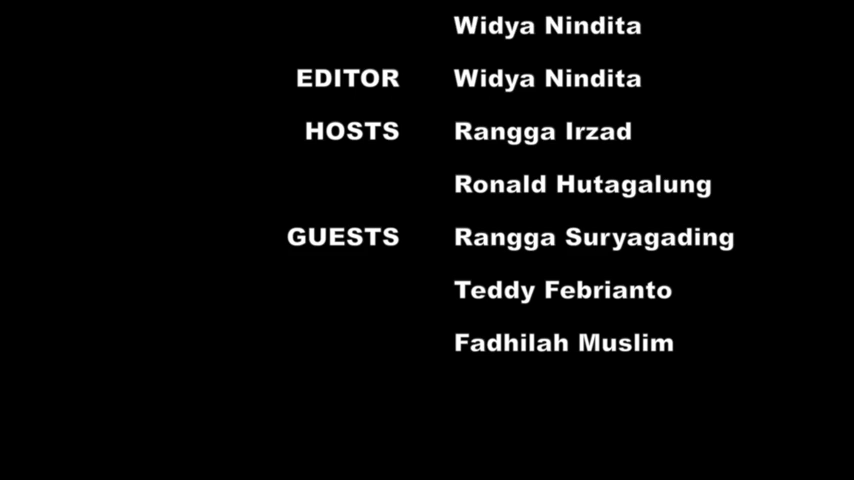 Widya Nindita
EDITOR Widya Nindita
HOSTS Rangga Irzad
Ronald Hutagalung
GUESTS Rangga Suryagading
Teddy Febrianto
Fadhilah Muslim